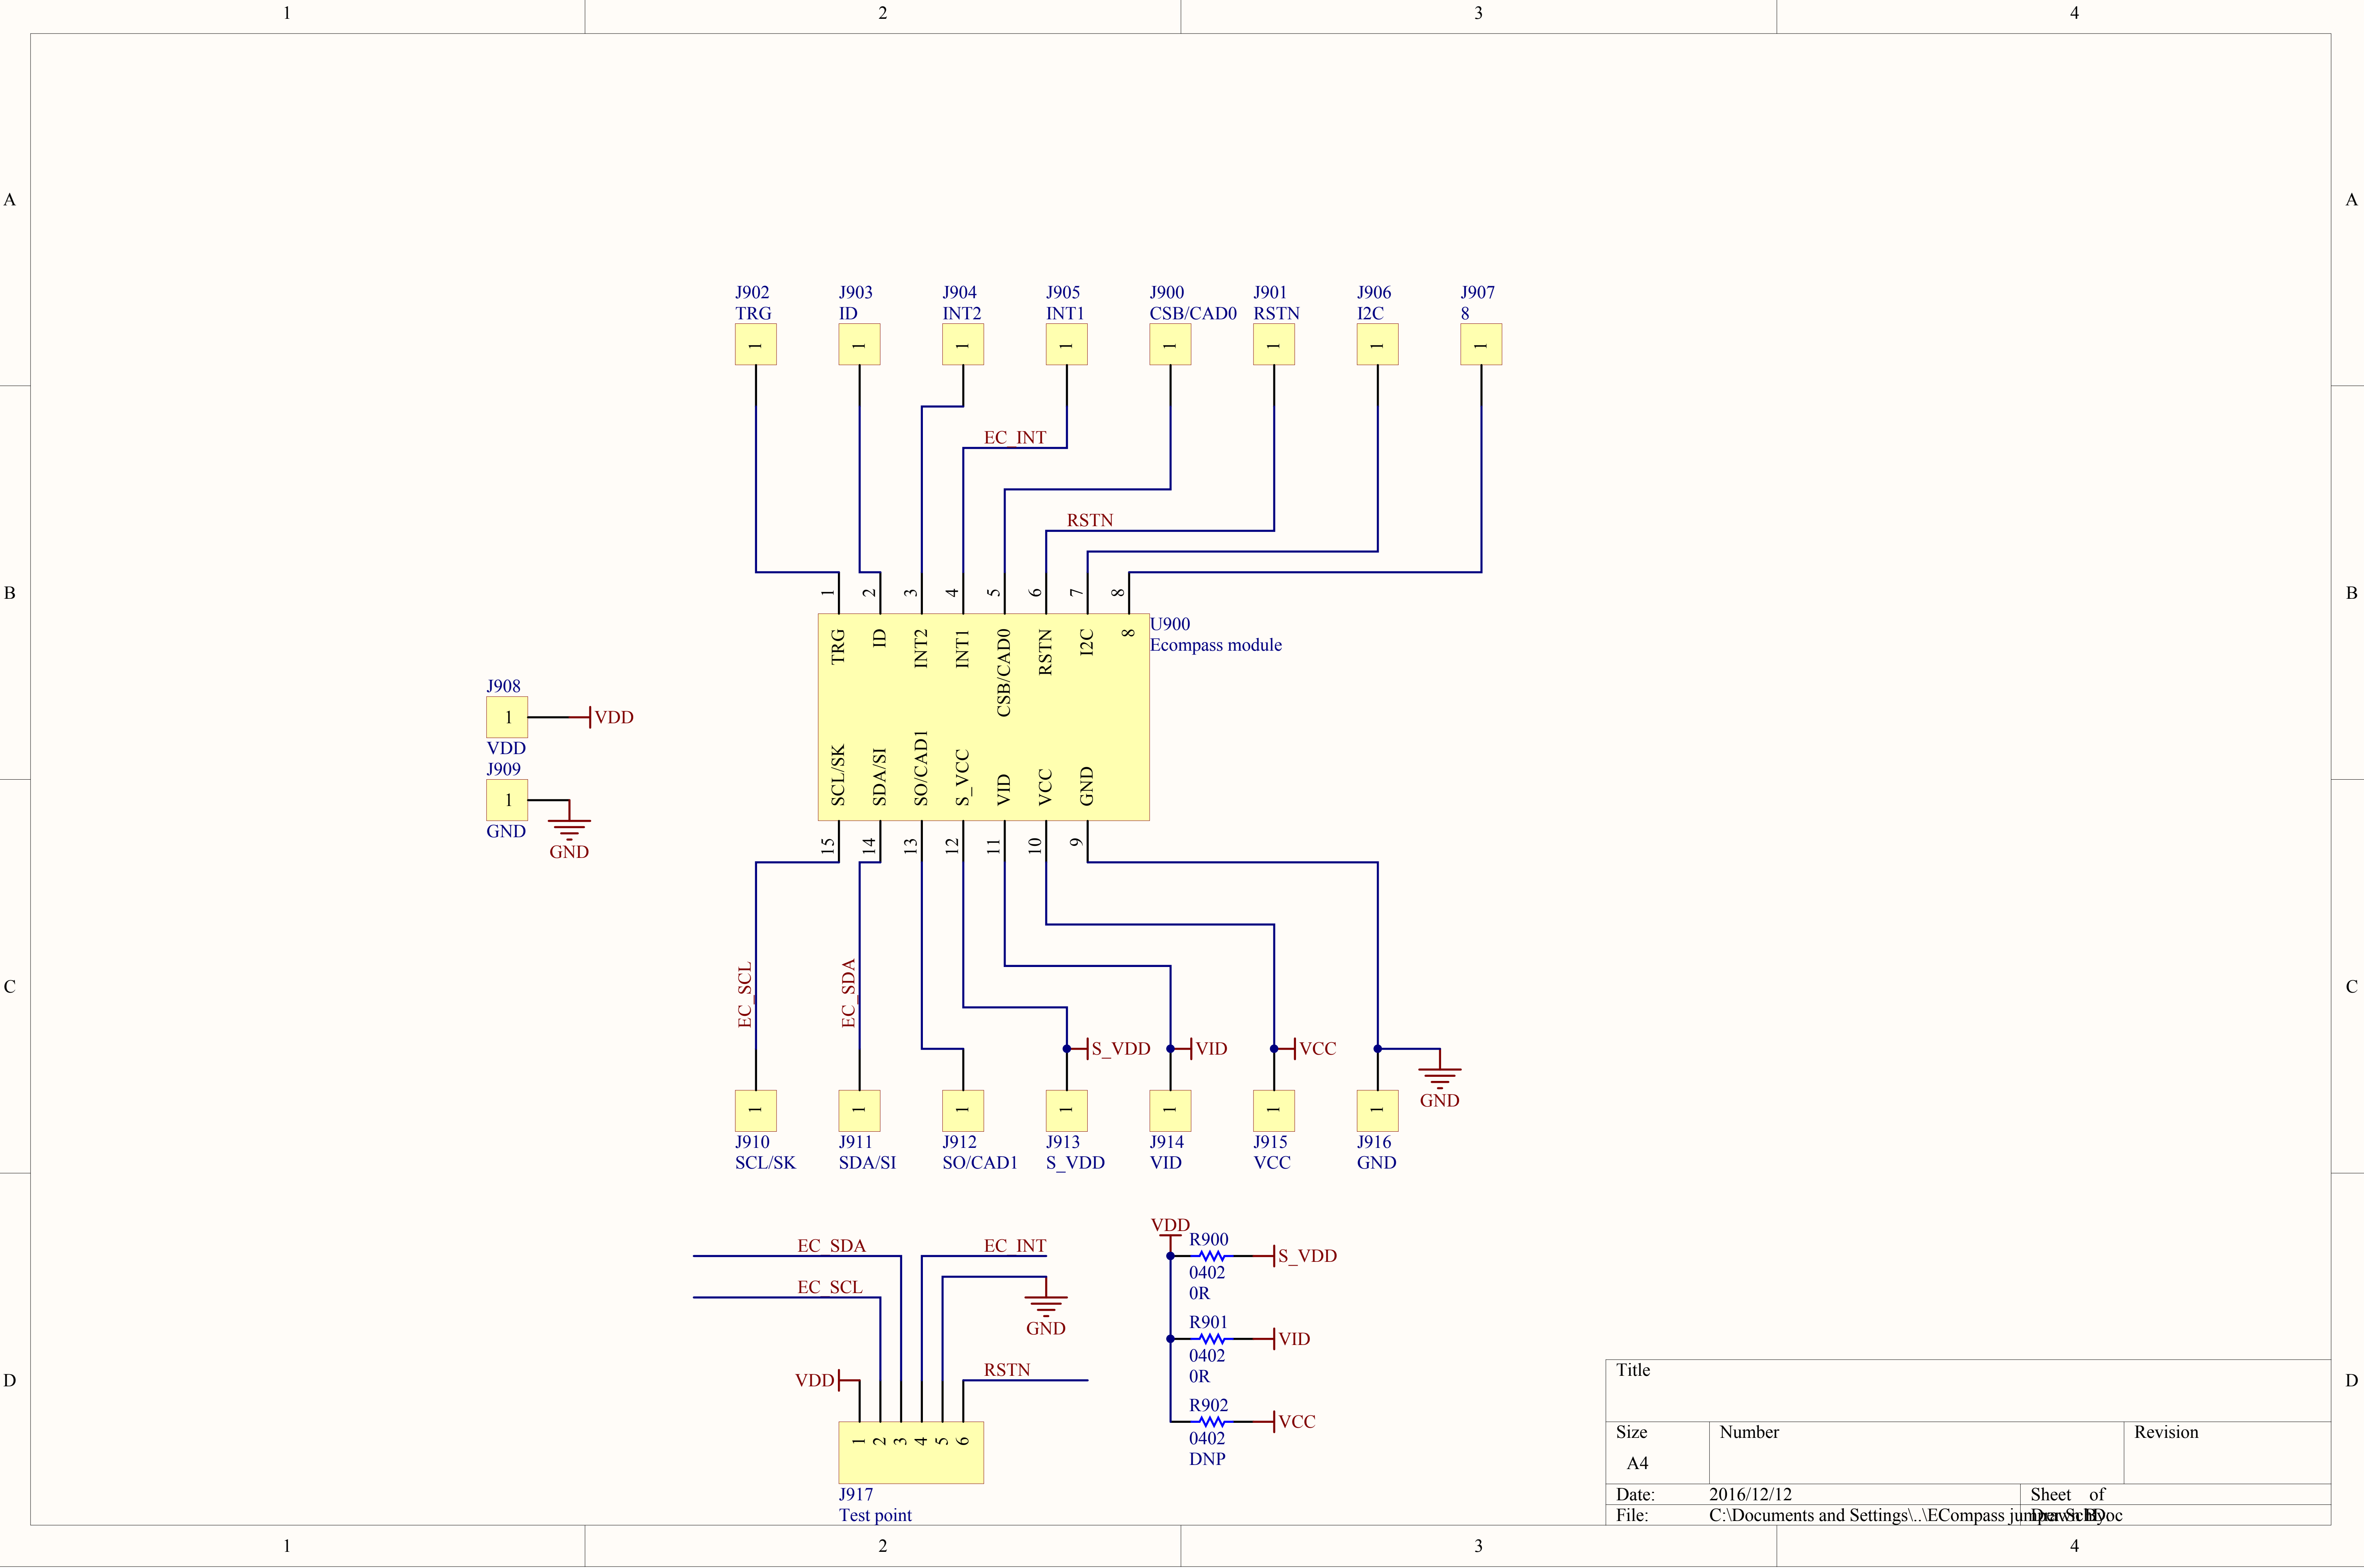 1 2 3 4
A A
J902 J903 J904 J905 J900 J901 J906 J907
TRG ID INT2 INT1 CSB/CAD0 RSTN I2C 8
1 1 1 1 1 1 1 1
EC_INT
RSTN
1 2 3 4 5 6 7 8
B B
TRG ID INT2 INT1 CSB/CAD0 RSTN I2C 8
U900
Ecompass module
J908
1 VDD
VDD
J909
1
GND
GND
SCL/SK SDA/SI SO/CAD1 S_VCC VID VCC GND
15 14 13 12 11 10 9
C C
EC_SCL EC_SDA
S_VDD VID VCC
GND
1 1 1 1 1 1 1
J910 J911 J912 J913 J914 J915 J916
SCL/SK SDA/SI SO/CAD1 S_VDD VID VCC GND
EC_SDA EC_INT
EC_SCL
GND
VDD RSTN
1 2 3 4 5 6
J917
Test point
VDD
R900 S_VDD
0402
0R
R901 VID
0402
0R
R902 VCC
0402
DNP
D D
Title
Size Number Revision
A4
Date: 2016/12/12 Sheet of
File: C:\Documents and Settings\..\ECompass
1 2 3 4